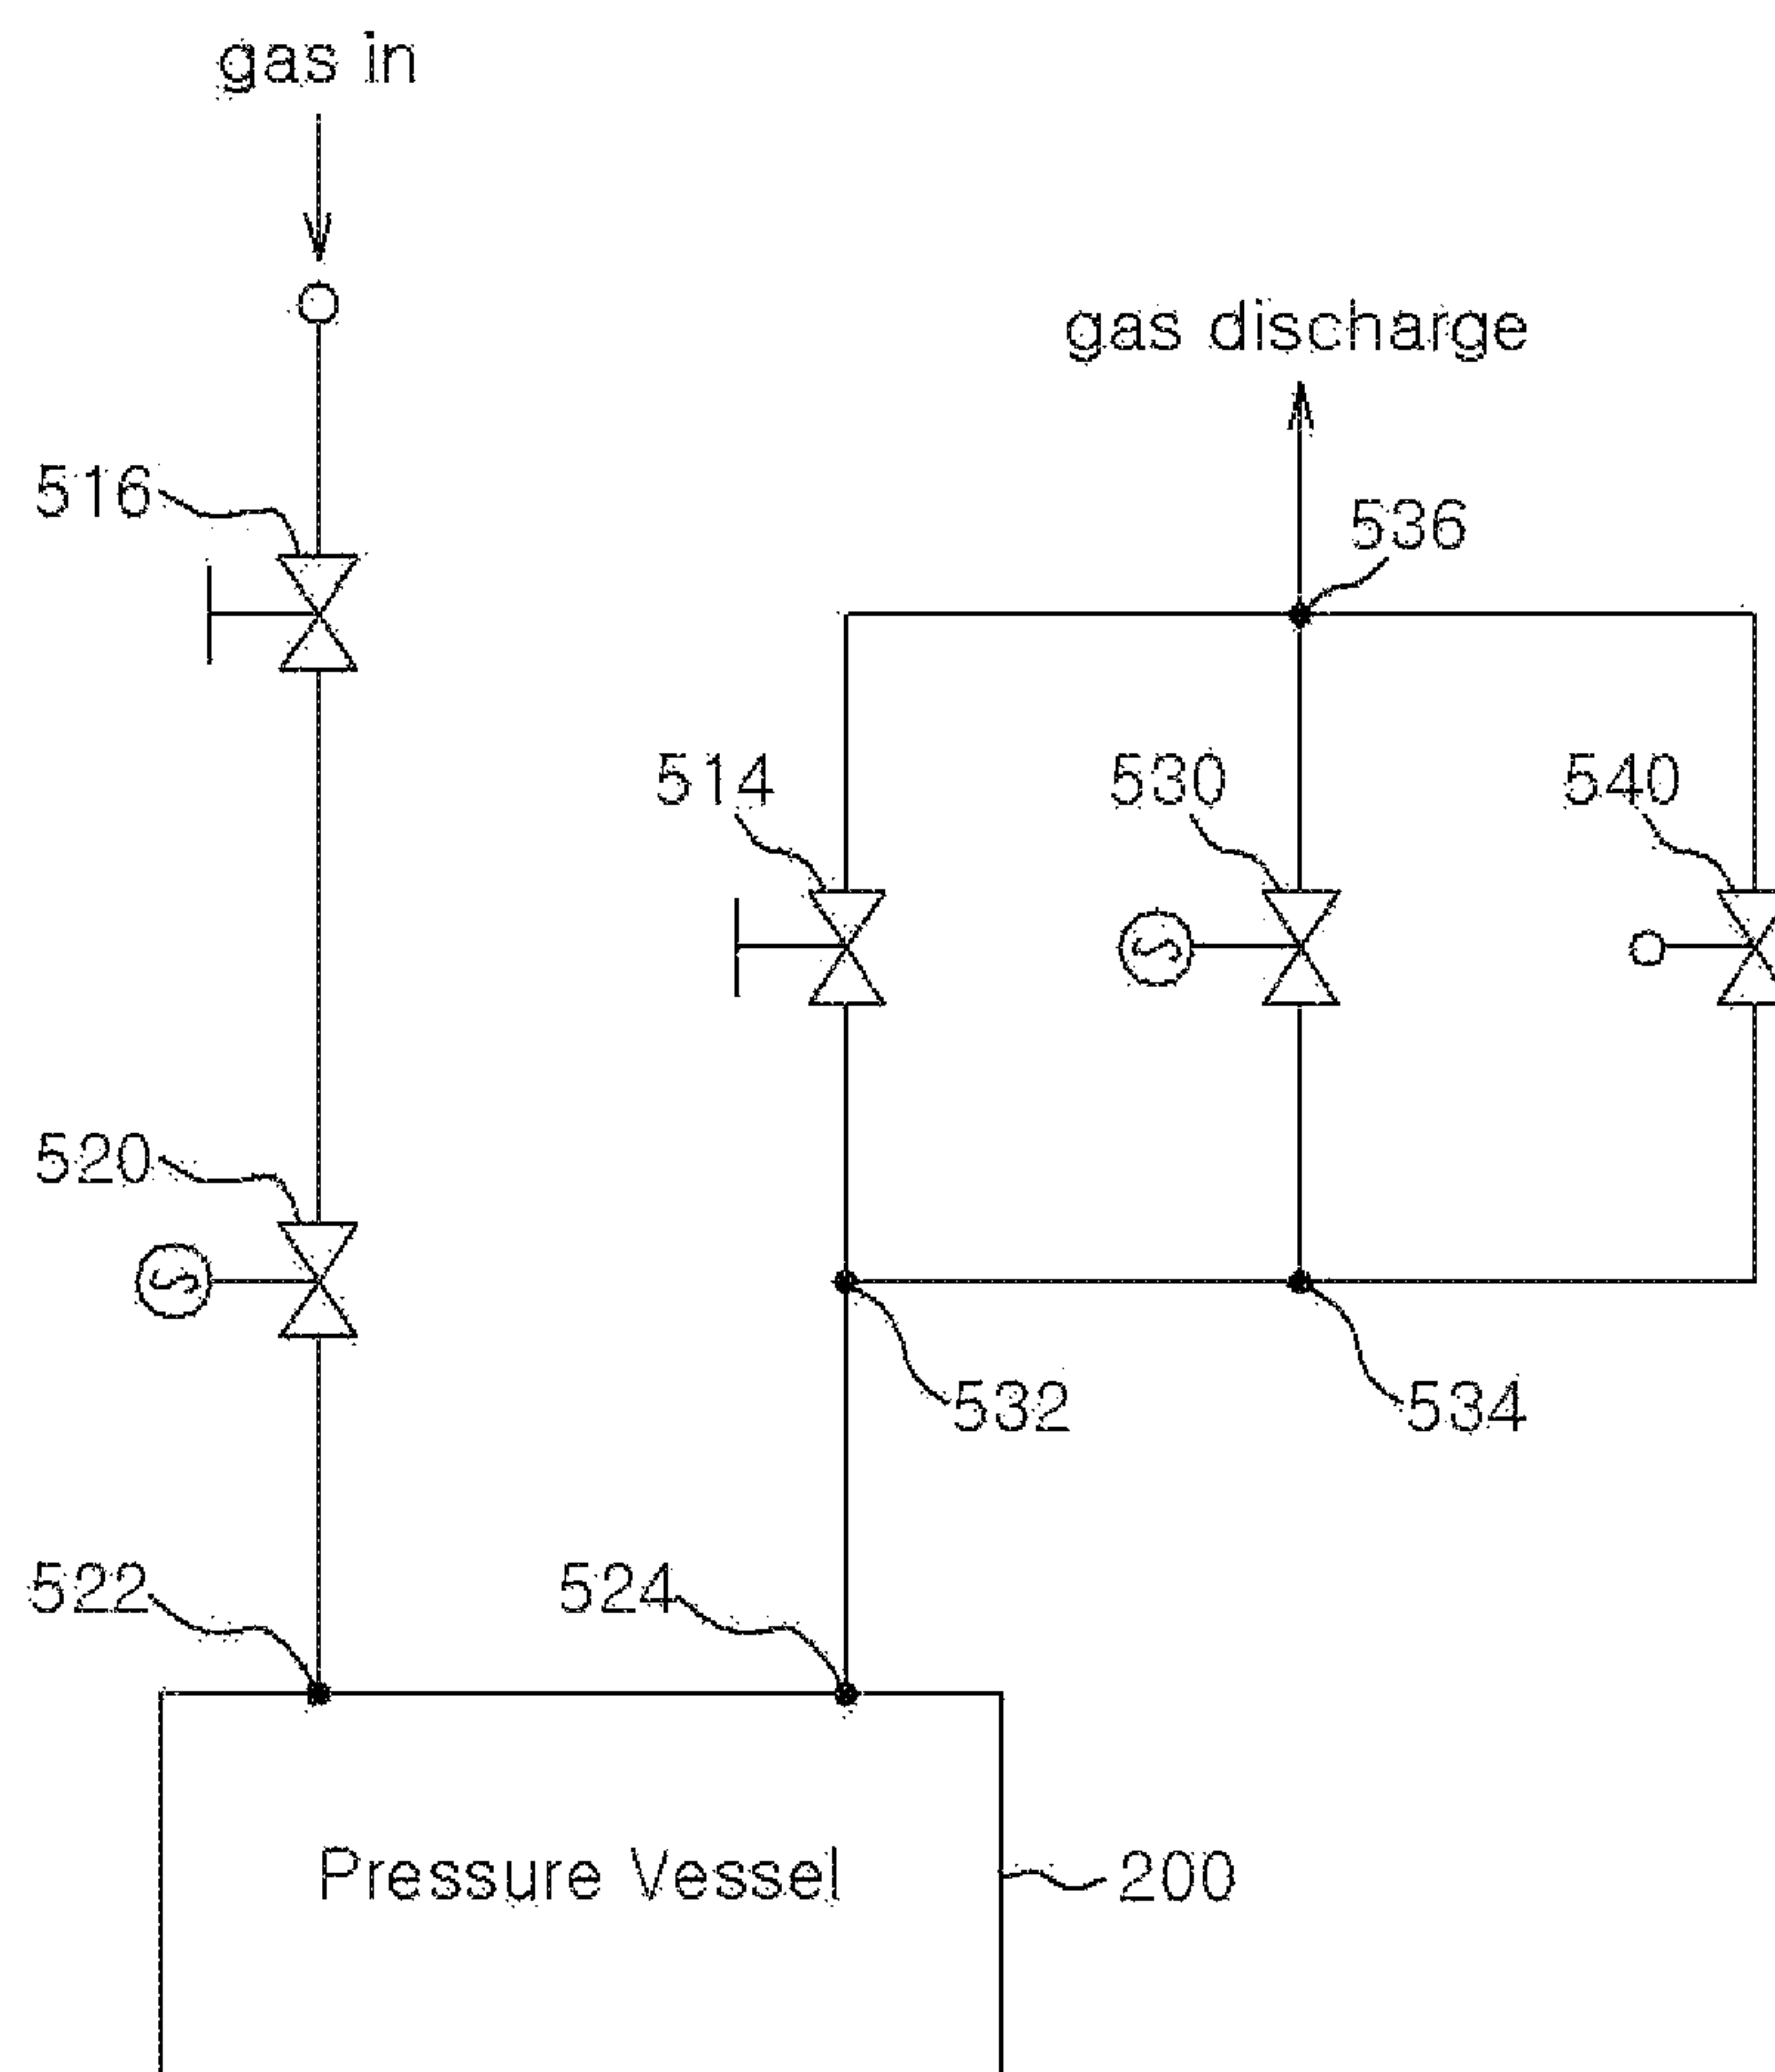 gas in
gas discharge
516
536
514
530
540
S
520
S
532
534
522
524
Pressure Vessel
200